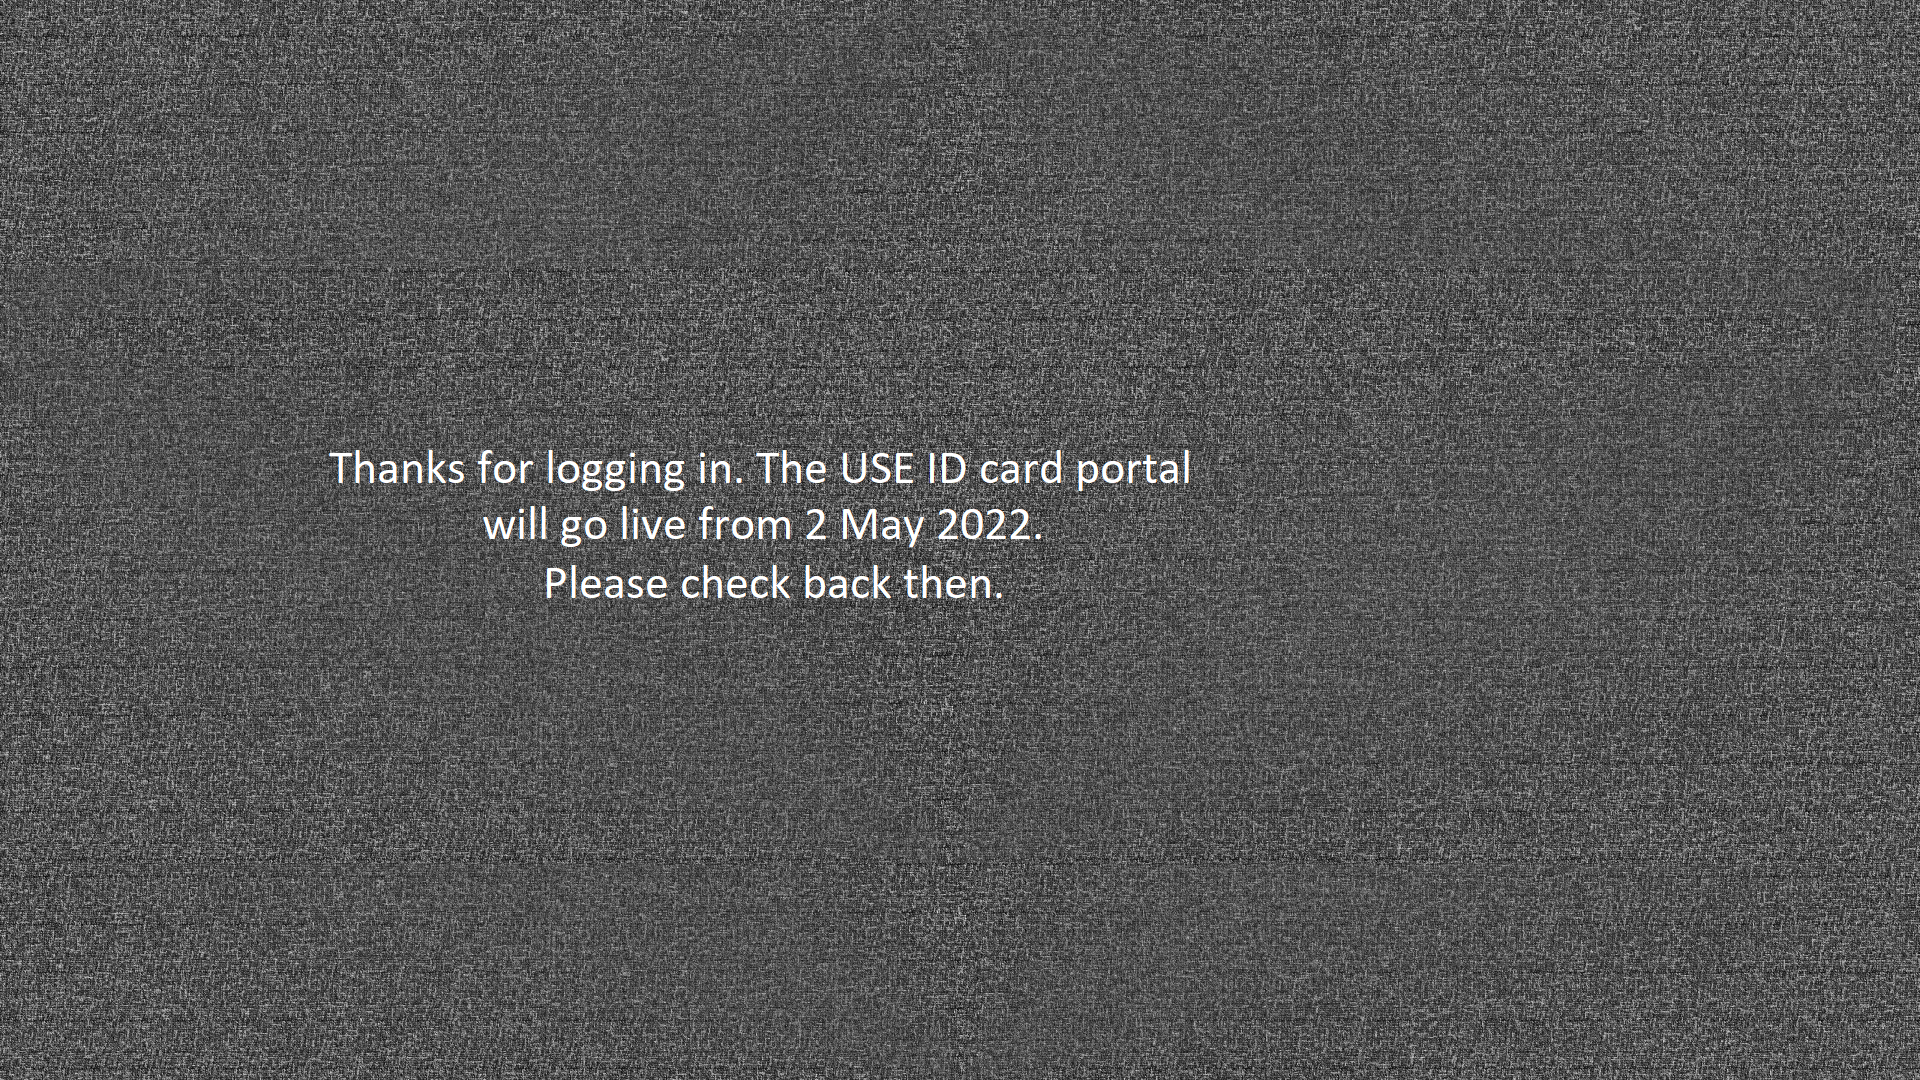 Thanks for logging in. The USE ID card portal
will go live from 2 May 2022.
Please check back then.